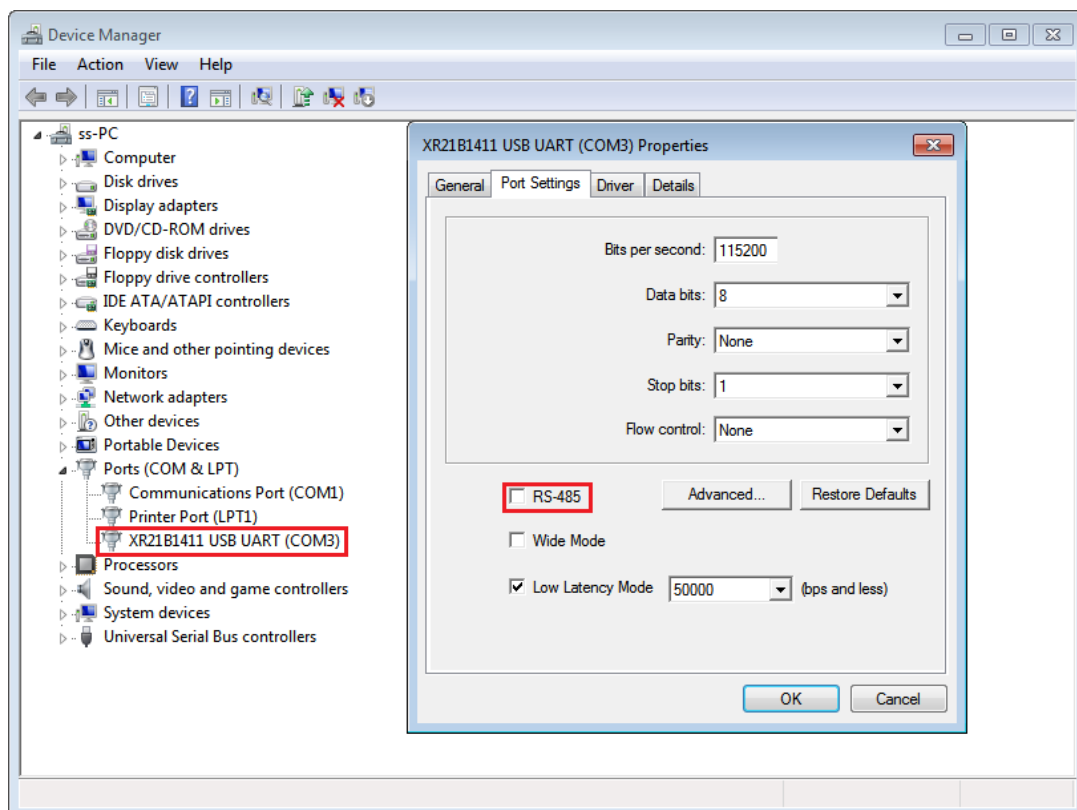 Device Manager
File Action View Help
ss-PC
Computer
Disk drives
Display adapters
DVD/CD-ROM drives
Floppy disk drives
Floppy drive controllers
IDE ATA/ATAPI controllers
Keyboards
Mice and other pointing devices
Monitors
Network adapters
Other devices
Portable Devices
Ports (COM & LPT)
Communications Port (COM1)
Printer Port (LPT1)
XR21B1411 USB UART (COM3)
Processors
Sound, video and game controllers
System devices
Universal Serial Bus controllers
XR21B1411 USB UART (COM3) Properties
General Port Settings Driver Details
Bits per second: 115200
Data bits: 8
Parity: None
Stop bits: 1
Flow control: None
RS-485 Advanced... Restore Defaults
Wide Mode
Low Latency Mode 50000 (bps and less)
OK Cancel